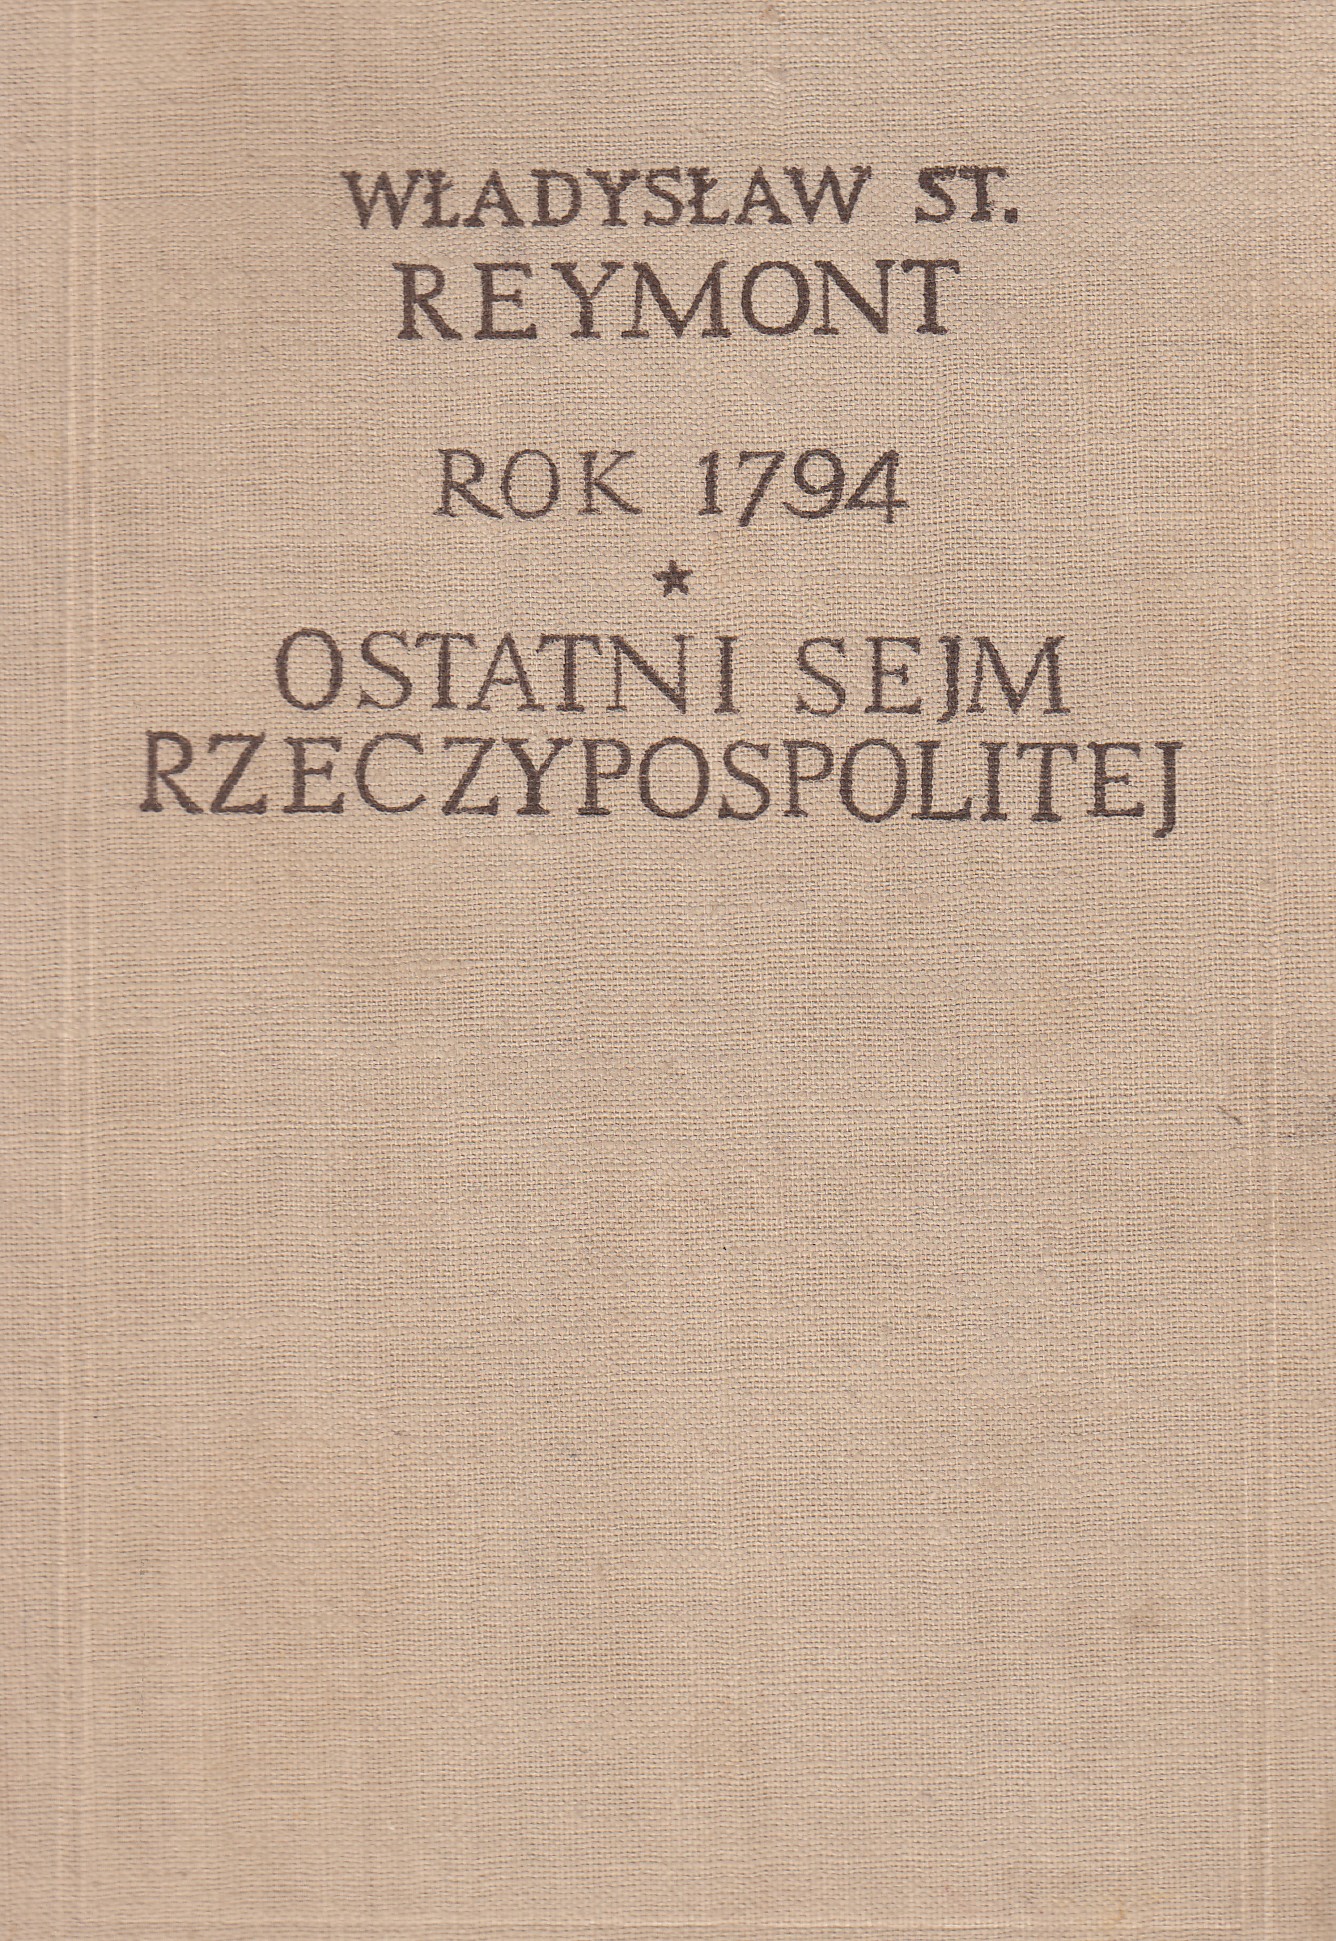 WŁADYSŁAW ST.
REYMONT
ROK 1794
★
OSTATNI SEJM
RZECZYPOSPOLITEJ